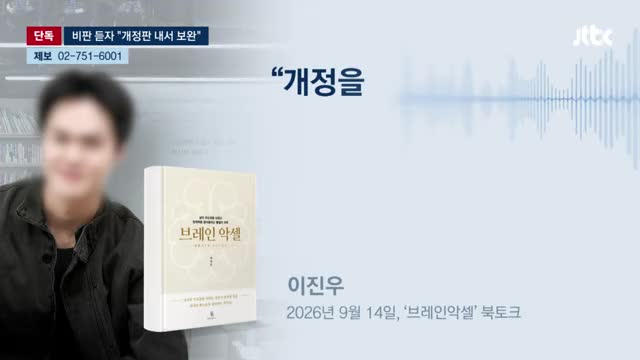 단독 비판 듣자 "개정판 내서 보완"
제보 02-751-6001
jtbc
“개정을
브레인 악셀
이진우
2026년 9월 14일, ‘브레인악셀’ 북토크